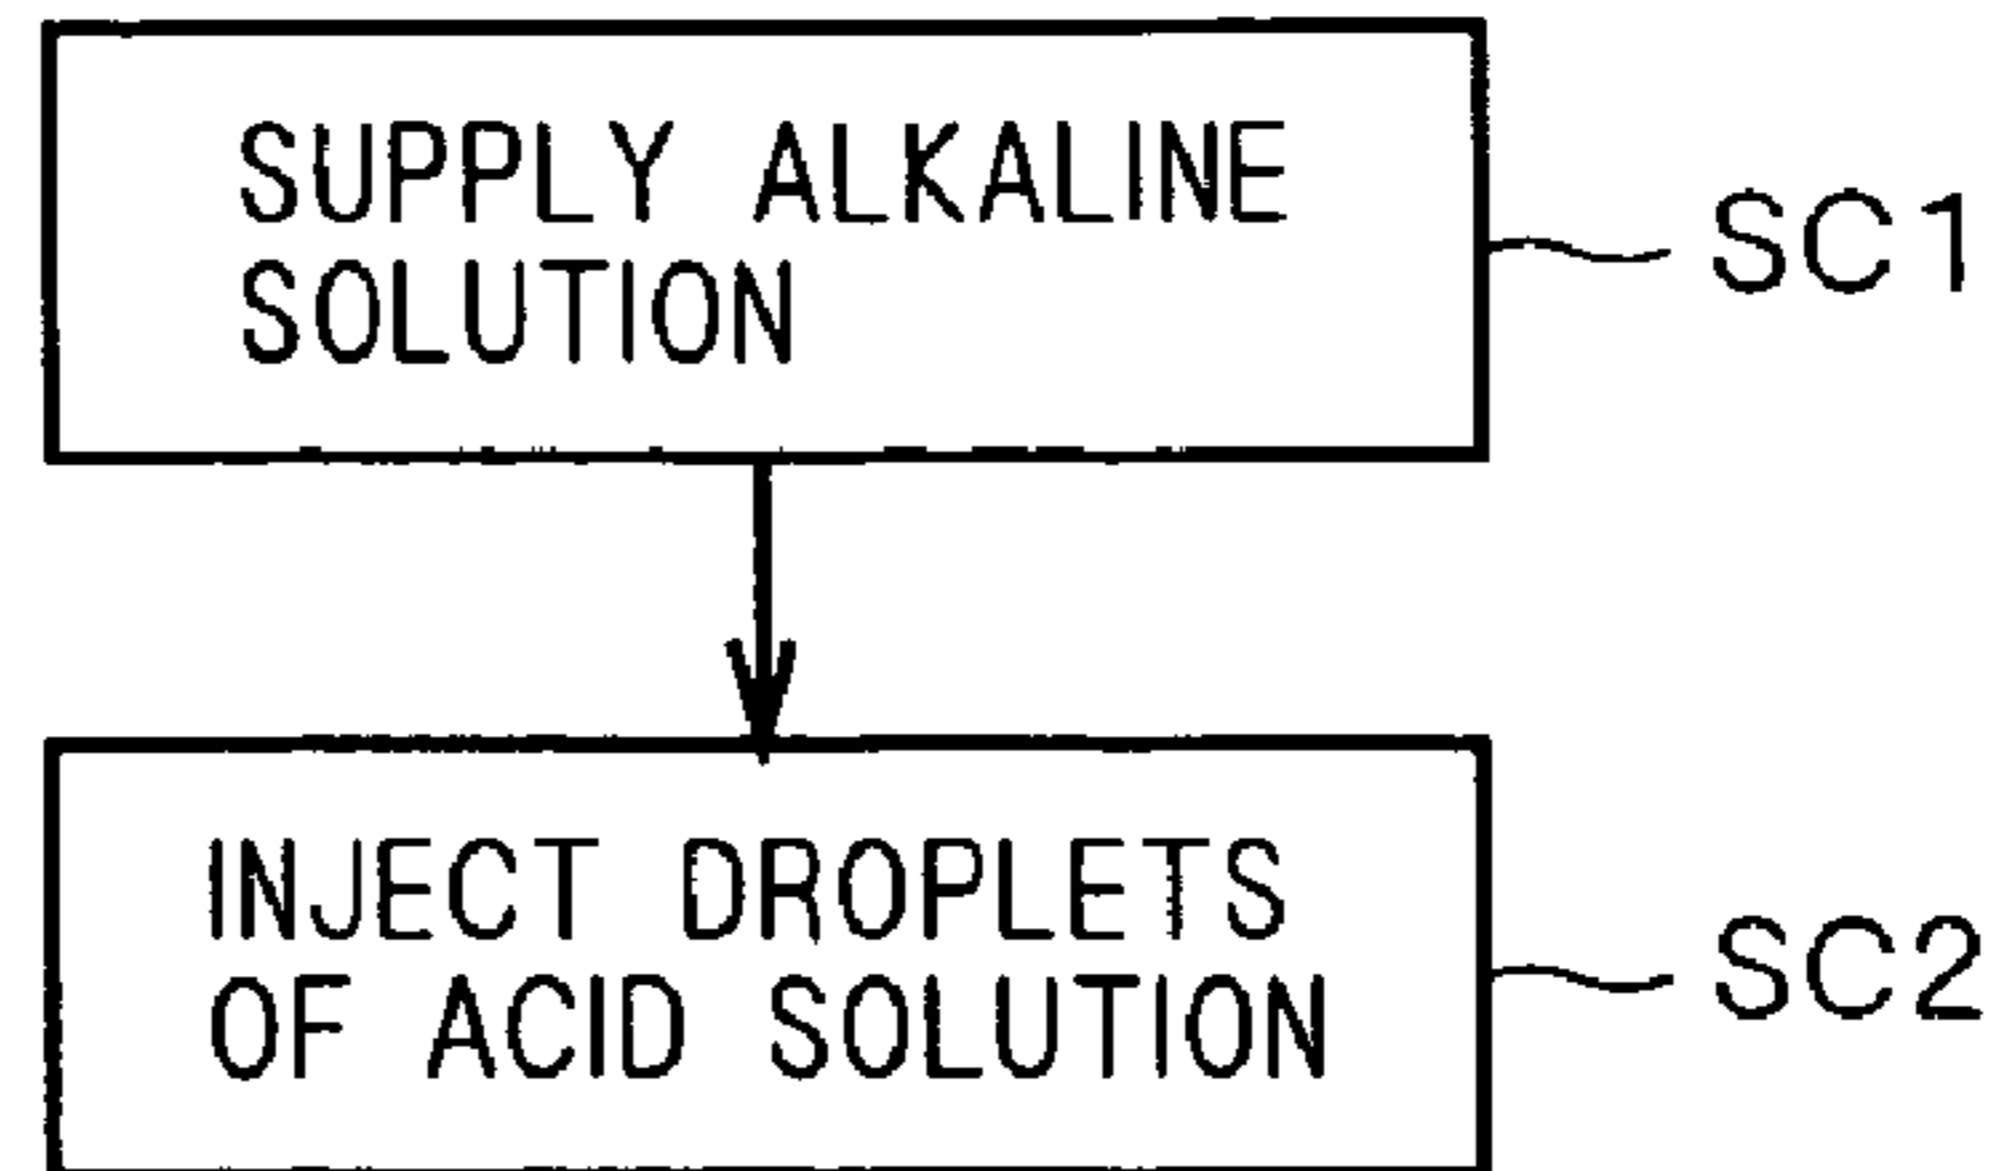 SUPPLY ALKALINE
SOLUTION
SC1
INJECT DROPLETS
OF ACID SOLUTION
SC2